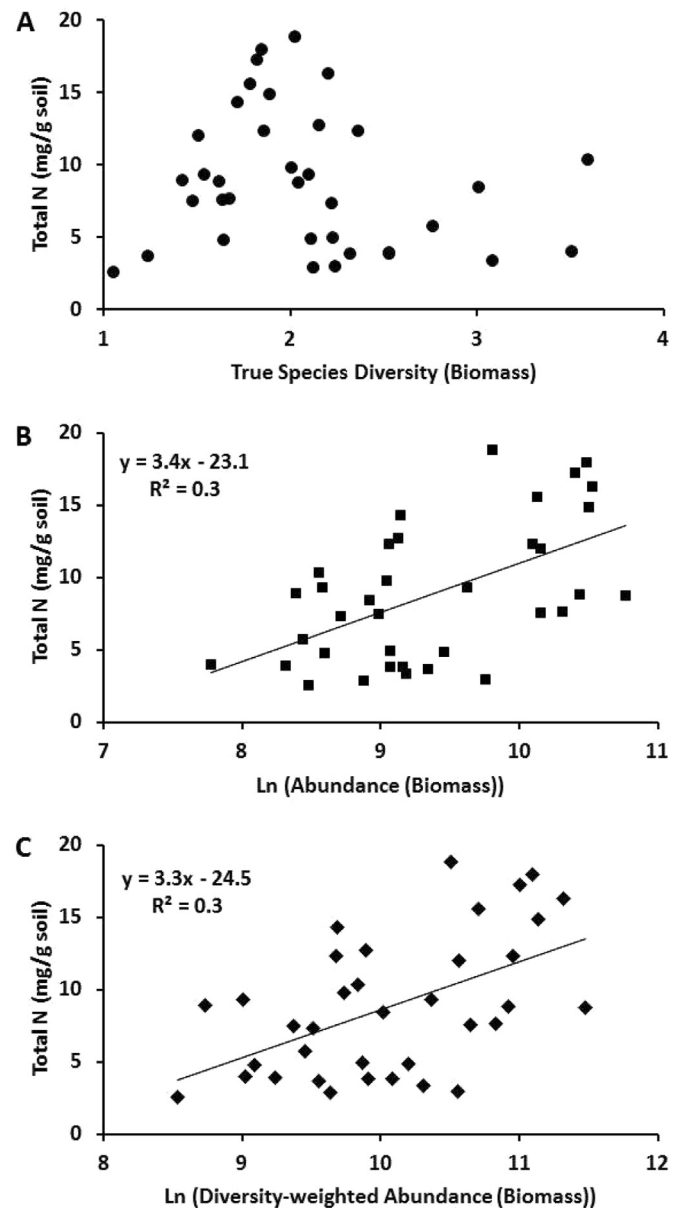 A
20
15
10
5
0
Total N (mg/g soil)
1 2 3 4
True Species Diversity (Biomass)
B
y = 3.4x - 23.1
R² = 0.3
20
15
10
5
0
Total N (mg/g soil)
7 8 9 10 11
Ln (Abundance (Biomass))
C
y = 3.3x - 24.5
R² = 0.3
20
15
10
5
0
Total N (mg/g soil)
8 9 10 11 12
Ln (Diversity-weighted Abundance (Biomass))